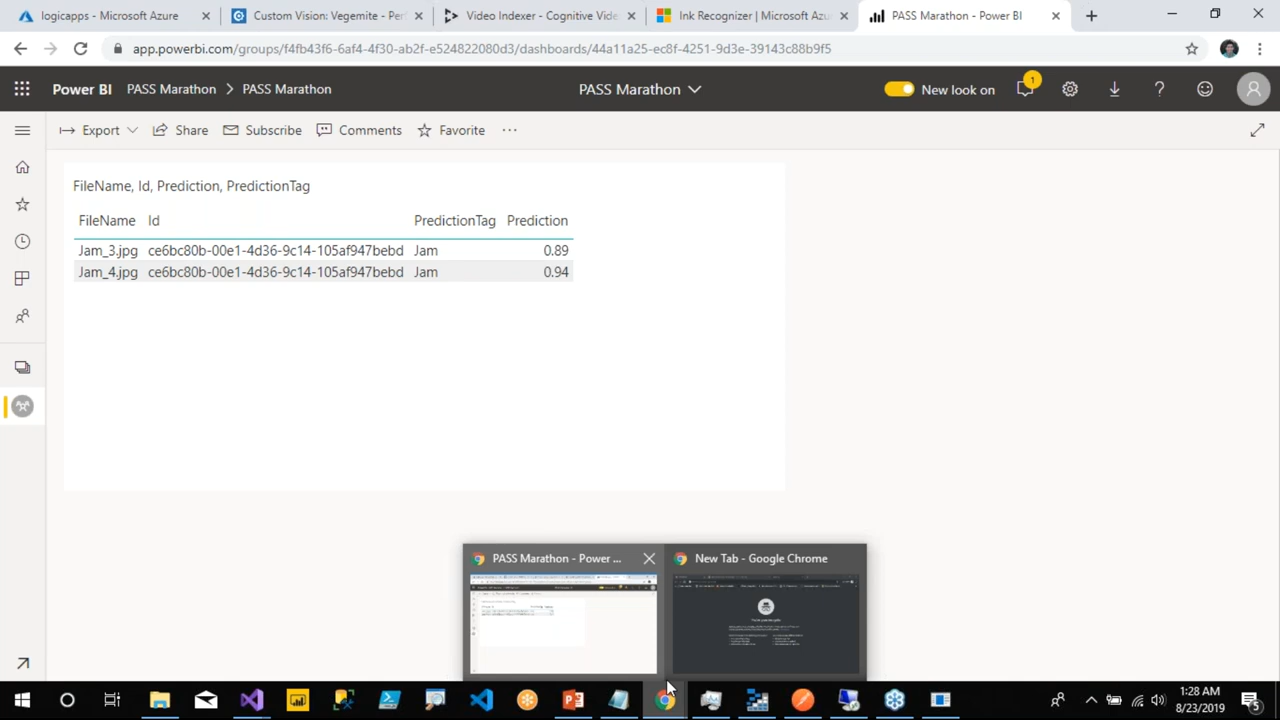 logicapps - Microsoft Azure
Custom Vision: Vegemite - Pr
Video Indexer - Cognitive Vide
Ink Recognizer | Microsoft Azu
PASS Marathon - Power BI
app.powerbi.com/groups/f4fb43f6-6af4-4f30-ab2f-e524822080d3/dashboards/44a11a25-ec8f-4251-9d3e-39143c88b9f5
Power BI PASS Marathon > PASS Marathon
PASS Marathon
New look on
1
Export Share Subscribe Comments Favorite ...
FileName, Id, Prediction, PredictionTag
FileName Id PredictionTag Prediction
Jam_3.jpg ce6bc80b-00e1-4d36-9c14-105af947bebd Jam 0.89
Jam_4.jpg ce6bc80b-00e1-4d36-9c14-105af947bebd Jam 0.94
PASS Marathon - Power ...
New Tab - Google Chrome
1:28 AM
8/23/2019
5